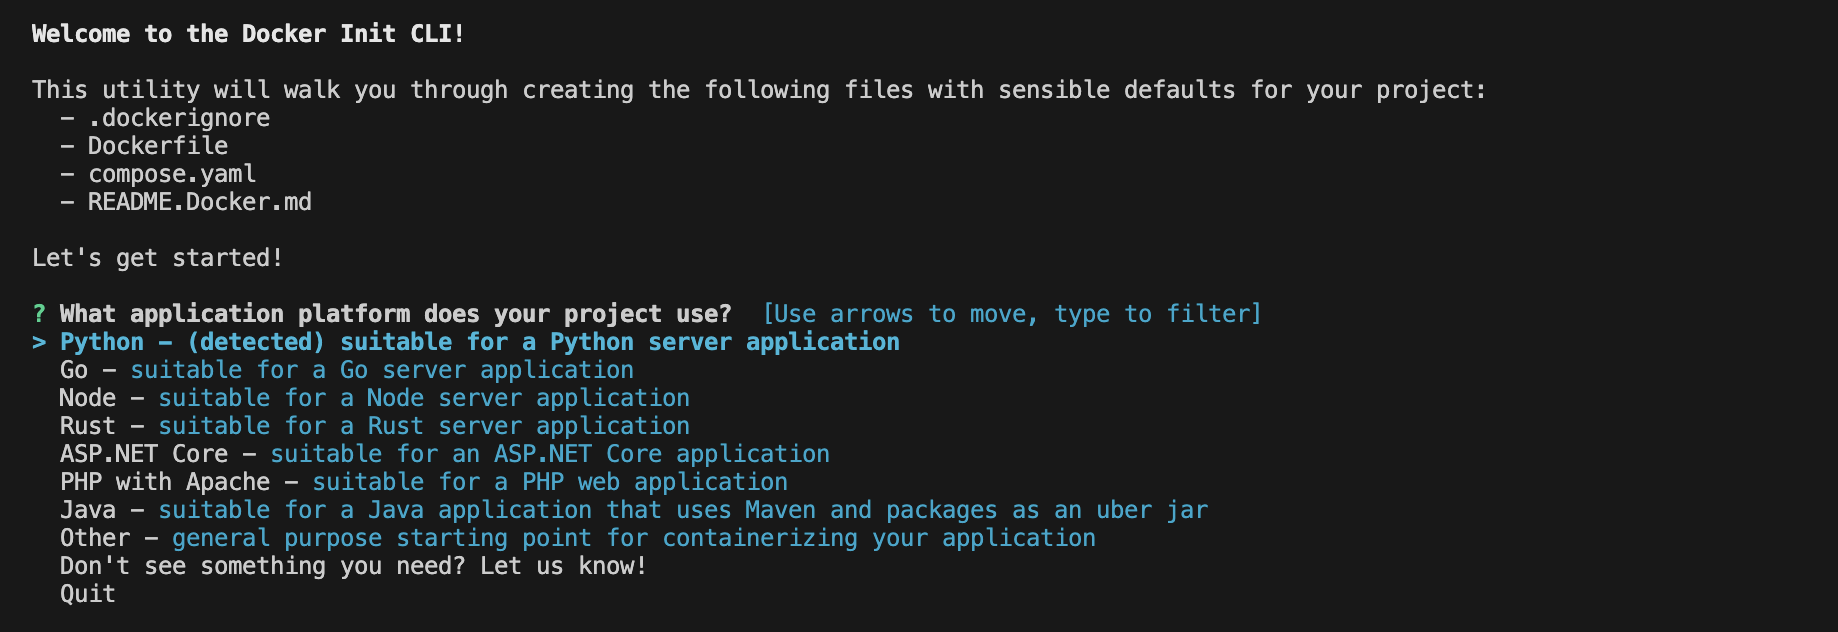 Welcome to the Docker Init CLI!
This utility will walk you through creating the following files with sensible defaults for your project:
  - .dockerignore
  - Dockerfile
  - compose.yaml
  - README.Docker.md
Let's get started!
? What application platform does your project use?  [Use arrows to move, type to filter]
> Python - (detected) suitable for a Python server application
  Go - suitable for a Go server application
  Node - suitable for a Node server application
  Rust - suitable for a Rust server application
  ASP.NET Core - suitable for an ASP.NET Core application
  PHP with Apache - suitable for a PHP web application
  Java - suitable for a Java application that uses Maven and packages as an uber jar
  Other - general purpose starting point for containerizing your application
  Don't see something you need? Let us know!
  Quit